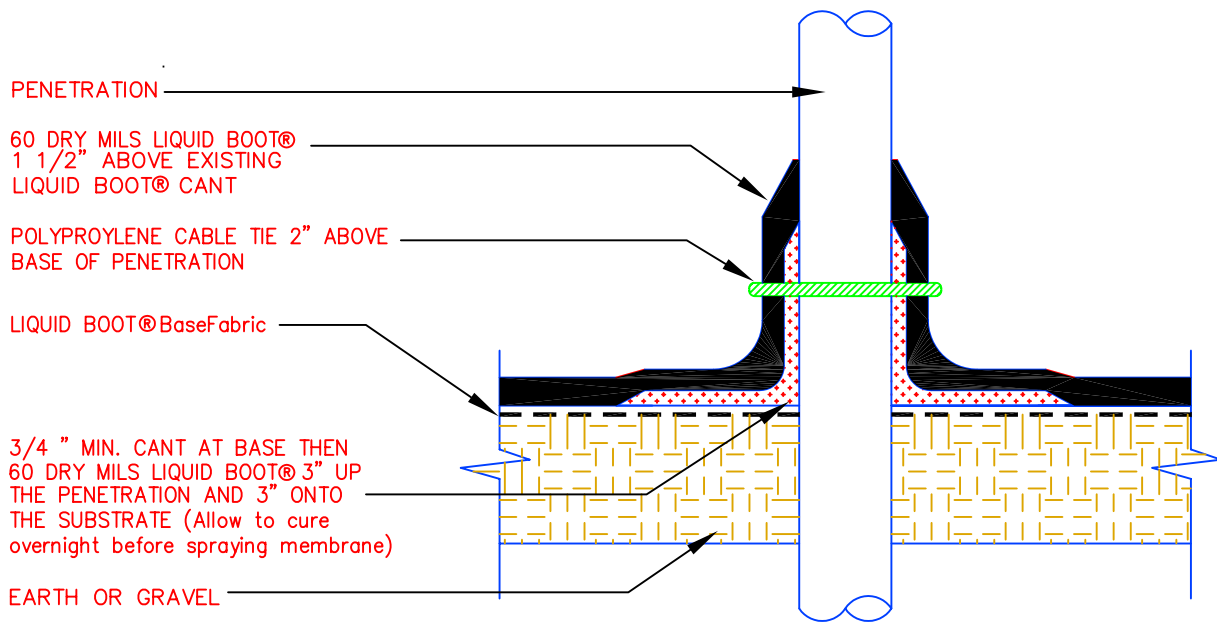 PENETRATION
60 DRY MILS LIQUID BOOT®
1 1/2" ABOVE EXISTING
LIQUID BOOT® CANT
POLYPROYLENE CABLE TIE 2" ABOVE
BASE OF PENETRATION
LIQUID BOOT® BaseFabric
3/4 " MIN. CANT AT BASE THEN
60 DRY MILS LIQUID BOOT® 3" UP
THE PENETRATION AND 3" ONTO
THE SUBSTRATE (Allow to cure
overnight before spraying membrane)
EARTH OR GRAVEL